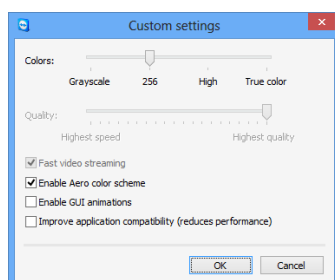 Custom settings
Colors:
Grayscale 256 High True color
Quality:
Highest speed Highest quality
Fast video streaming
Enable Aero color scheme
Enable GUI animations
Improve application compatibility (reduces performance)
OK Cancel